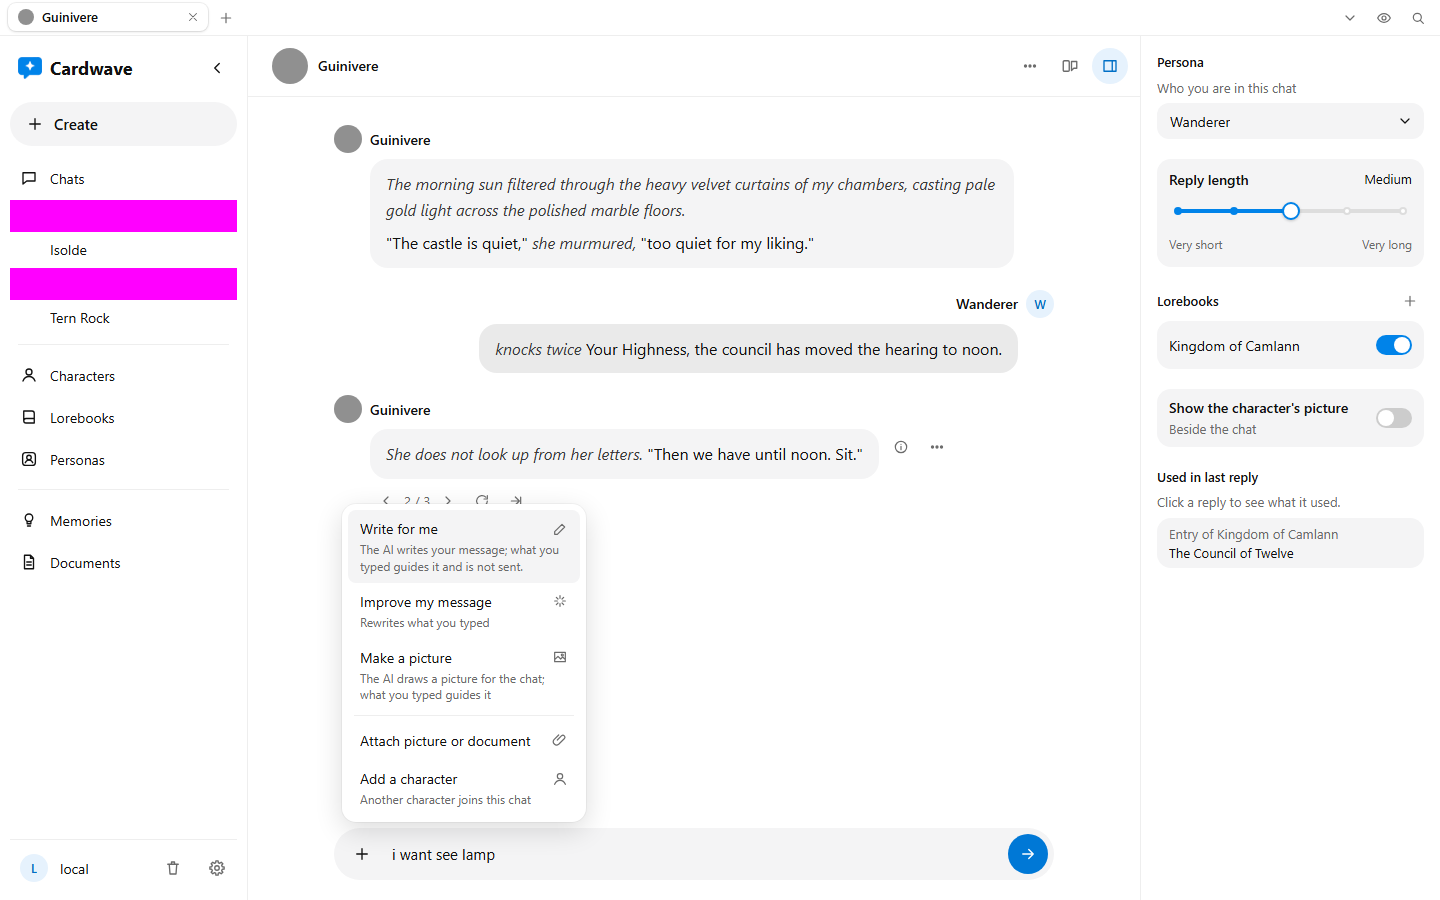 Guinivere
Cardwave
Create
Chats
Isolde
Tern Rock
Characters
Lorebooks
Personas
Memories
Documents
L local
Guinivere
Guinivere
The morning sun filtered through the heavy velvet curtains of my chambers, casting pale
gold light across the polished marble floors.
"The castle is quiet," she murmured, "too quiet for my liking."
Wanderer W
knocks twice Your Highness, the council has moved the hearing to noon.
Guinivere
She does not look up from her letters. "Then we have until noon. Sit."
2 / 3
Write for me
The AI writes your message; what you
typed guides it and is not sent.
Improve my message
Rewrites what you typed
Make a picture
The AI draws a picture for the chat;
what you typed guides it
Attach picture or document
Add a character
Another character joins this chat
i want see lamp
Persona
Who you are in this chat
Wanderer
Reply length Medium
Very short Very long
Lorebooks
Kingdom of Camlann
Show the character's picture
Beside the chat
Used in last reply
Click a reply to see what it used.
Entry of Kingdom of Camlann
The Council of Twelve